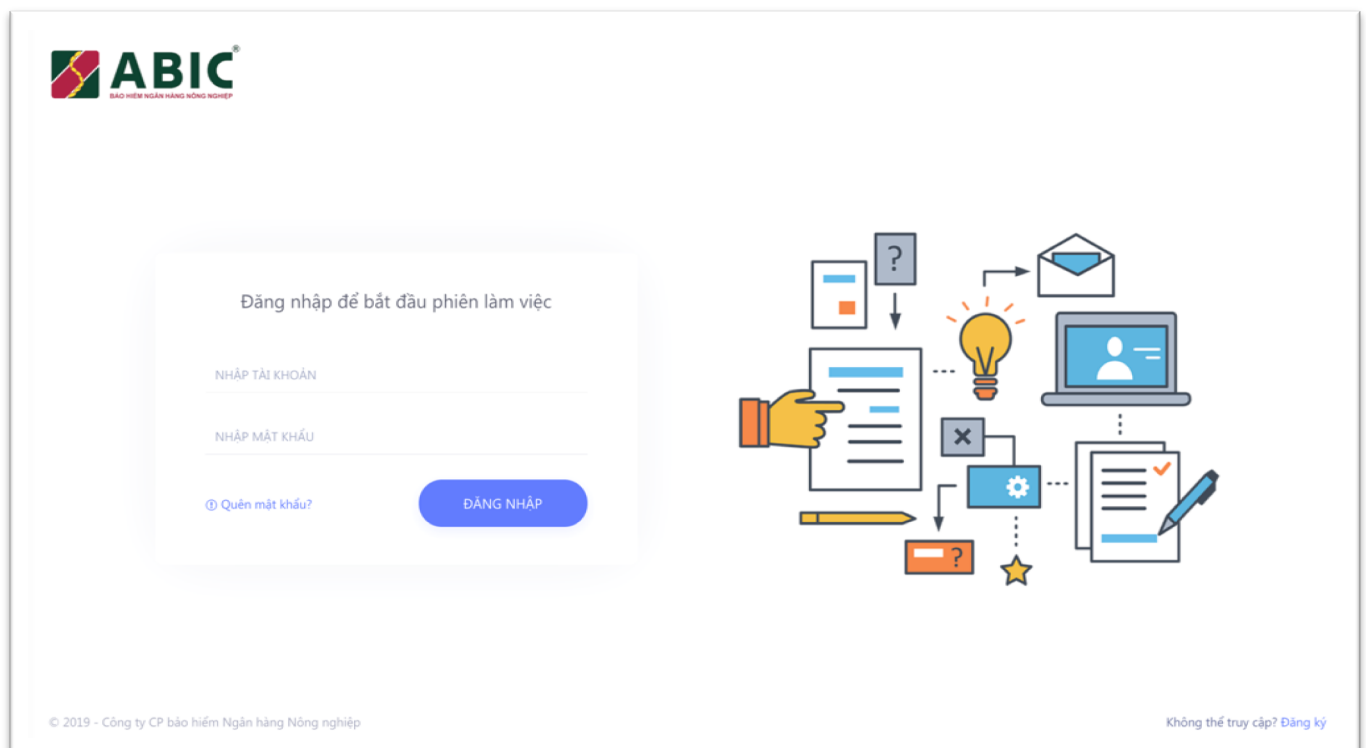 ABIC®
BẢO HIỂM NGÂN HÀNG NÔNG NGHIỆP
Đăng nhập để bắt đầu phiên làm việc
NHẬP TÀI KHOẢN
NHẬP MẬT KHẨU
Quên mật khẩu?
ĐĂNG NHẬP
?
?
© 2019 - Công ty CP bảo hiểm Ngân hàng Nông nghiệp
Không thể truy cập? Đăng ký